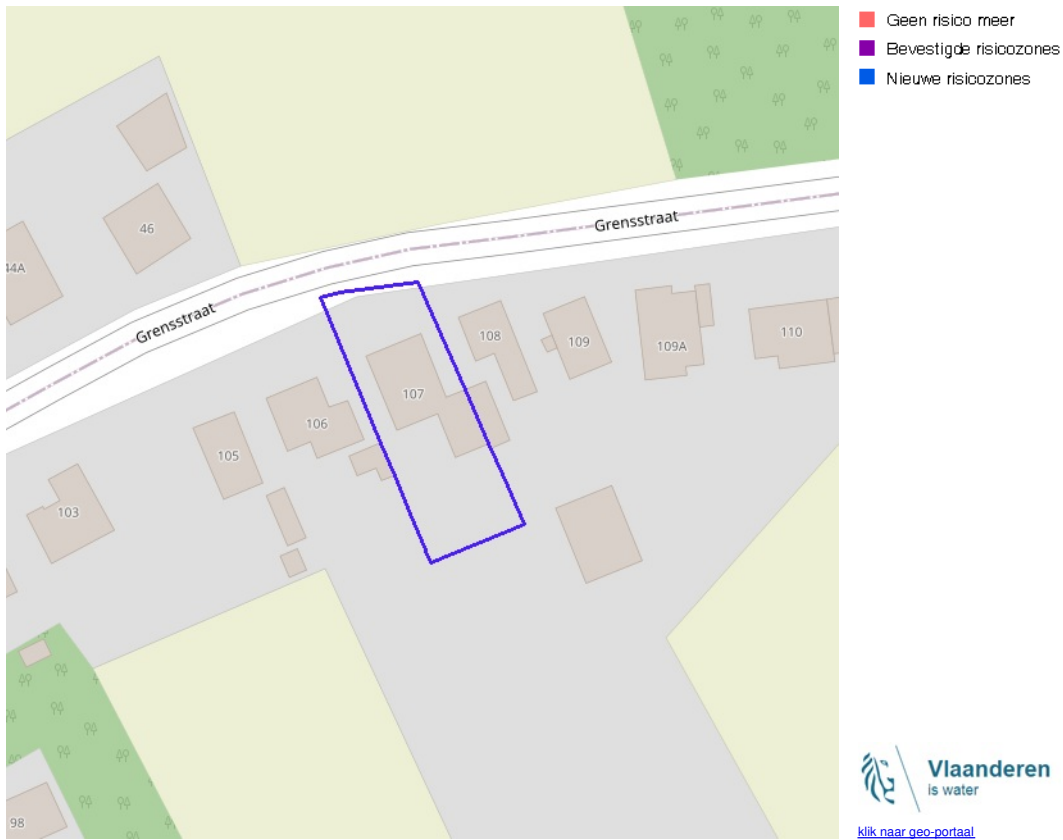 Geen risico meer
Bevestigde risicozones
Nieuwe risicozones
Grensstraat
46
44A
Grensstraat
108
109
109A
110
107
106
105
103
98
Vlaanderen
is water
klik naar geo-portaal